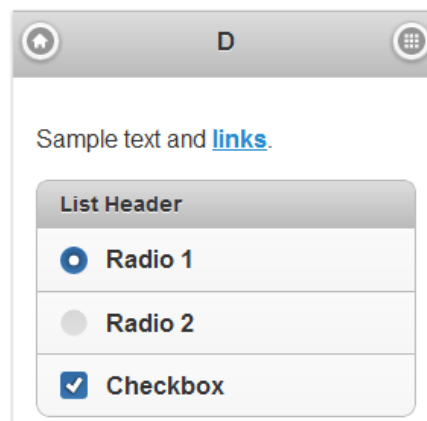 D
Sample text and links.
List Header
Radio 1
Radio 2
Checkbox